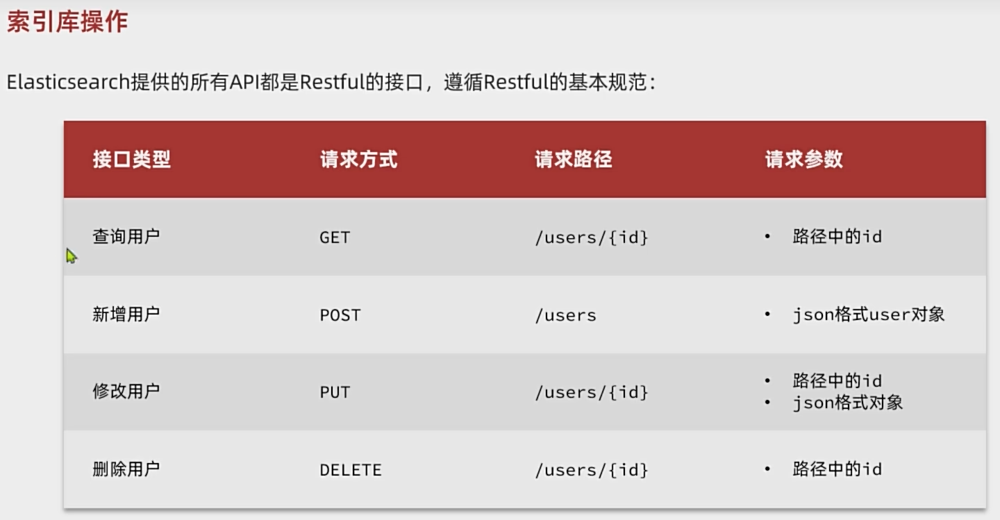 索引库操作
Elasticsearch提供的所有API都是Restful的接口，遵循Restful的基本规范：
接口类型 请求方式 请求路径 请求参数
查询用户 GET /users/{id} • 路径中的id
新增用户 POST /users • json格式user对象
修改用户 PUT /users/{id} • 路径中的id
• json格式对象
删除用户 DELETE /users/{id} • 路径中的id